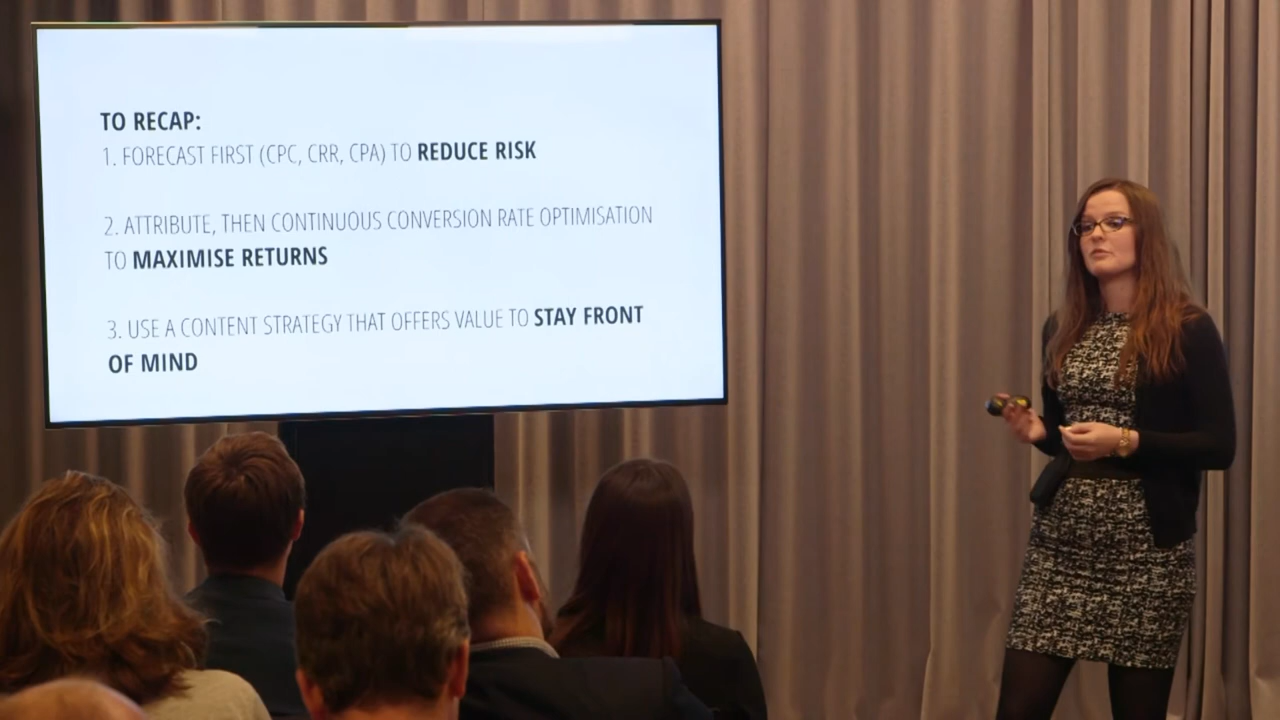 TO RECAP:
1. FORECAST FIRST (CPC, CRR, CPA) TO REDUCE RISK
2. ATTRIBUTE, THEN CONTINUOUS CONVERSION RATE OPTIMISATION
TO MAXIMISE RETURNS
3. USE A CONTENT STRATEGY THAT OFFERS VALUE TO STAY FRONT
OF MIND